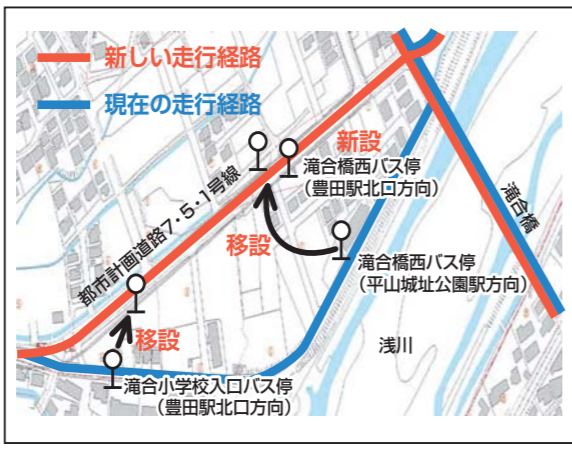 新しい走行経路
現在の走行経路
新設
滝合橋西バス停
(豊田駅北口方向)
都市計画道路7・5・1号線
滝合橋
移設
滝合橋西バス停
(平山城址公園駅方向)
移設
浅川
滝合小学校入口バス停
(豊田駅北口方向)